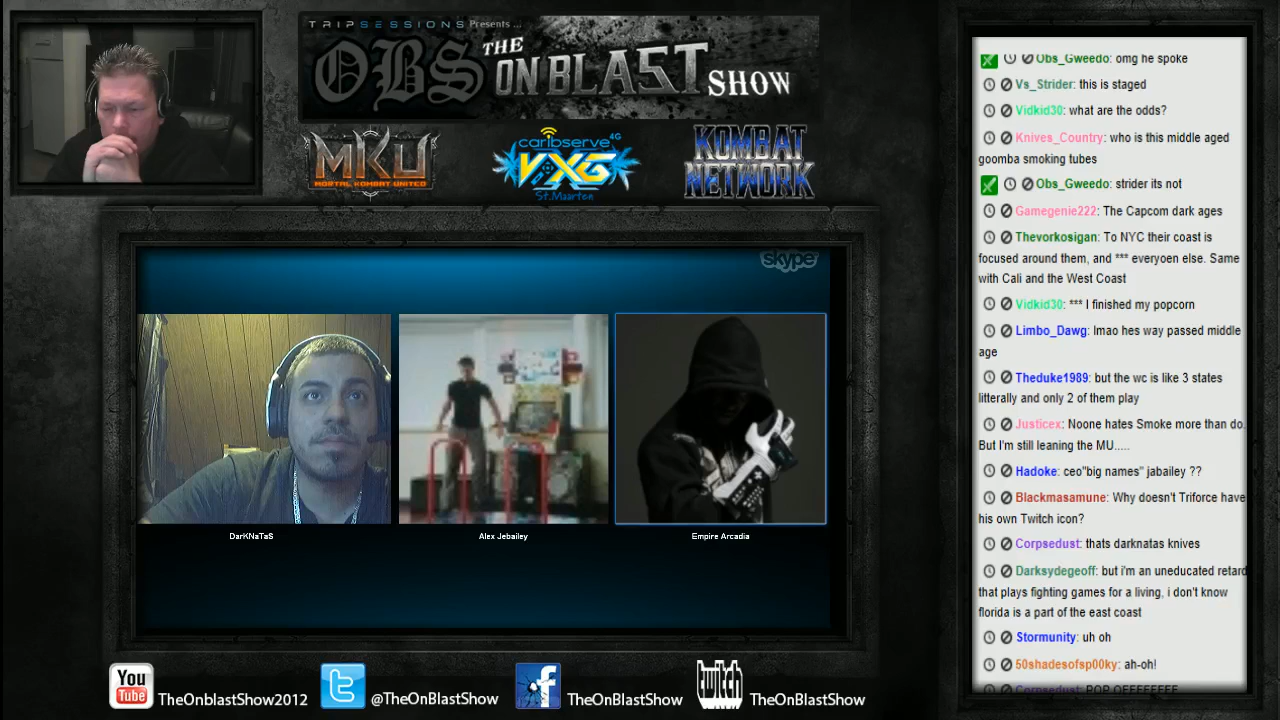 TRIPSESSIONS Presents ...
OBS THE ON BLAST SHOW
MKU
MORTAL KOMBAT UNITED
caribserve 4G
VXG
St.Maarten
KOMBAT
NETWORK
skype
DarKNaTaS
Alex Jebailey
Empire Arcadia
You
Tube
TheOnblastShow2012
@TheOnBlastShow
TheOnBlastShow
twitch
TheOnBlastShow
Obs_Gweedo: omg he spoke
Vs_Strider: this is staged
Vidkid30: what are the odds?
Knives_Country: who is this middle aged
goomba smoking tubes
Obs_Gweedo: strider its not
Gamegenie222: The Capcom dark ages
Thevorkosigan: To NYC their coast is
focused around them, and *** everyoen else. Same
with Cali and the West Coast
Vidkid30: *** I finished my popcorn
Limbo_Dawg: lmao hes way passed middle
age
Theduke1989: but the wc is like 3 states
litterally and only 2 of them play
Justicex: Noone hates Smoke more than do.
But I'm still leaning the MU.....
Hadoke: ceo"big names" jabailey ??
Blackmasamune: Why doesn't Triforce have
his own Twitch icon?
Corpsedust: thats darknatas knives
Darksydegeoff: but i'm an uneducated retard
that plays fighting games for a living, i don't know
florida is a part of the east coast
Stormunity: uh oh
50shadesofsp00ky: ah-oh!
Corpsedust: